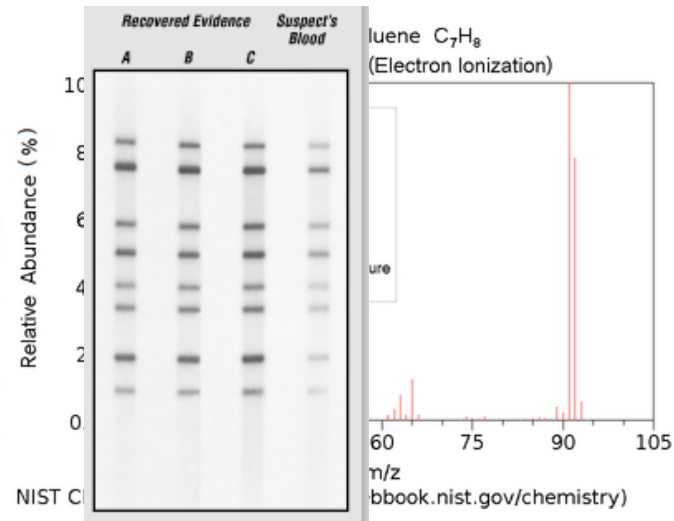 Recovered Evidence
Suspect's
Blood
A B C
luene C₇H₈
(Electron Ionization)
Relative Abundance (%)
10
8
6
4
2
0.
ure
60 75 90 105
m/z
NIST C
bbook.nist.gov/chemistry)